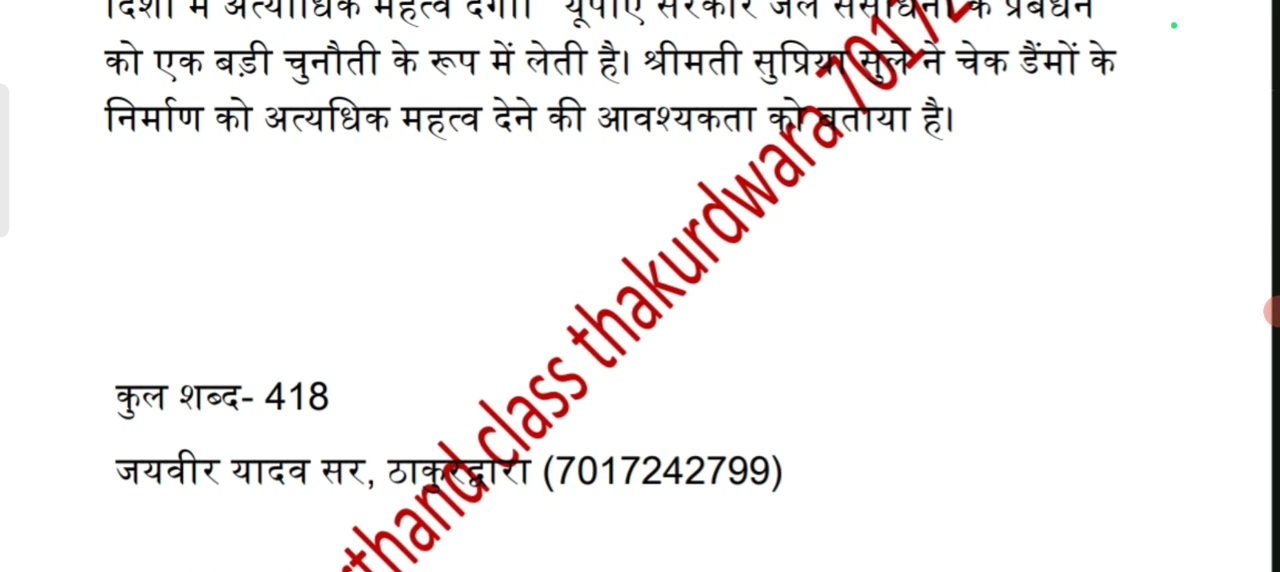 दिशा में अत्याधिक महत्व देगी। यूपीए सरकार जल संसाधनों के प्रबंधन
को एक बड़ी चुनौती के रूप में लेती है। श्रीमती सुप्रिया सुले ने चेक डैंमों के
निर्माण को अत्यधिक महत्व देने की आवश्यकता को बताया है।
कुल शब्द- 418
जयवीर यादव सर, ठाकुरद्वारा (7017242799)
class thakurdwara